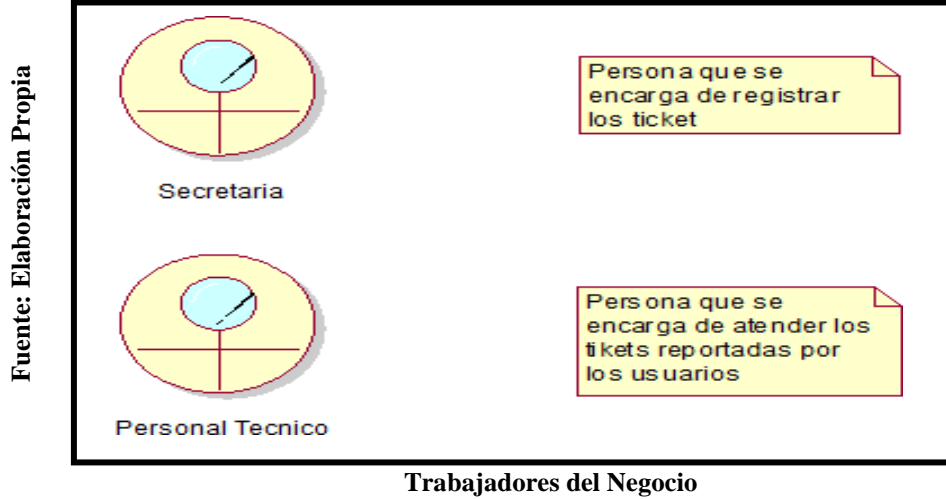 Fuente: Elaboración Propia
Persona que se
encarga de registrar
los ticket
Secretaria
Persona que se
encarga de atender los
tikets reportadas por
los usuarios
Personal Tecnico
Trabajadores del Negocio